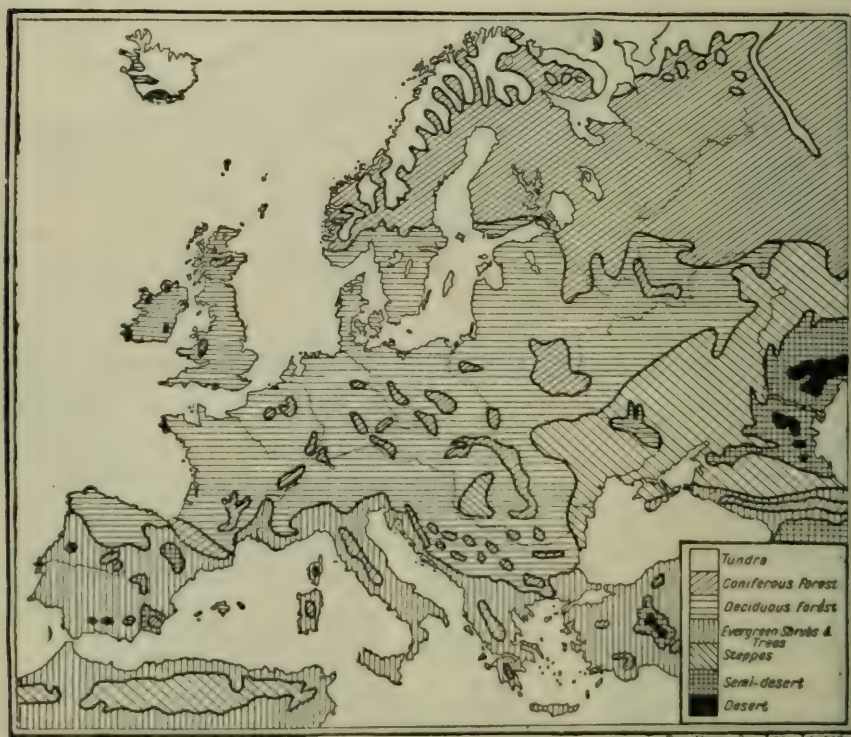 Tundra
Coniferous Forest
Deciduous Forest
Evergreen Shrubs &
Trees
Steppes
Semi-desert
Desert